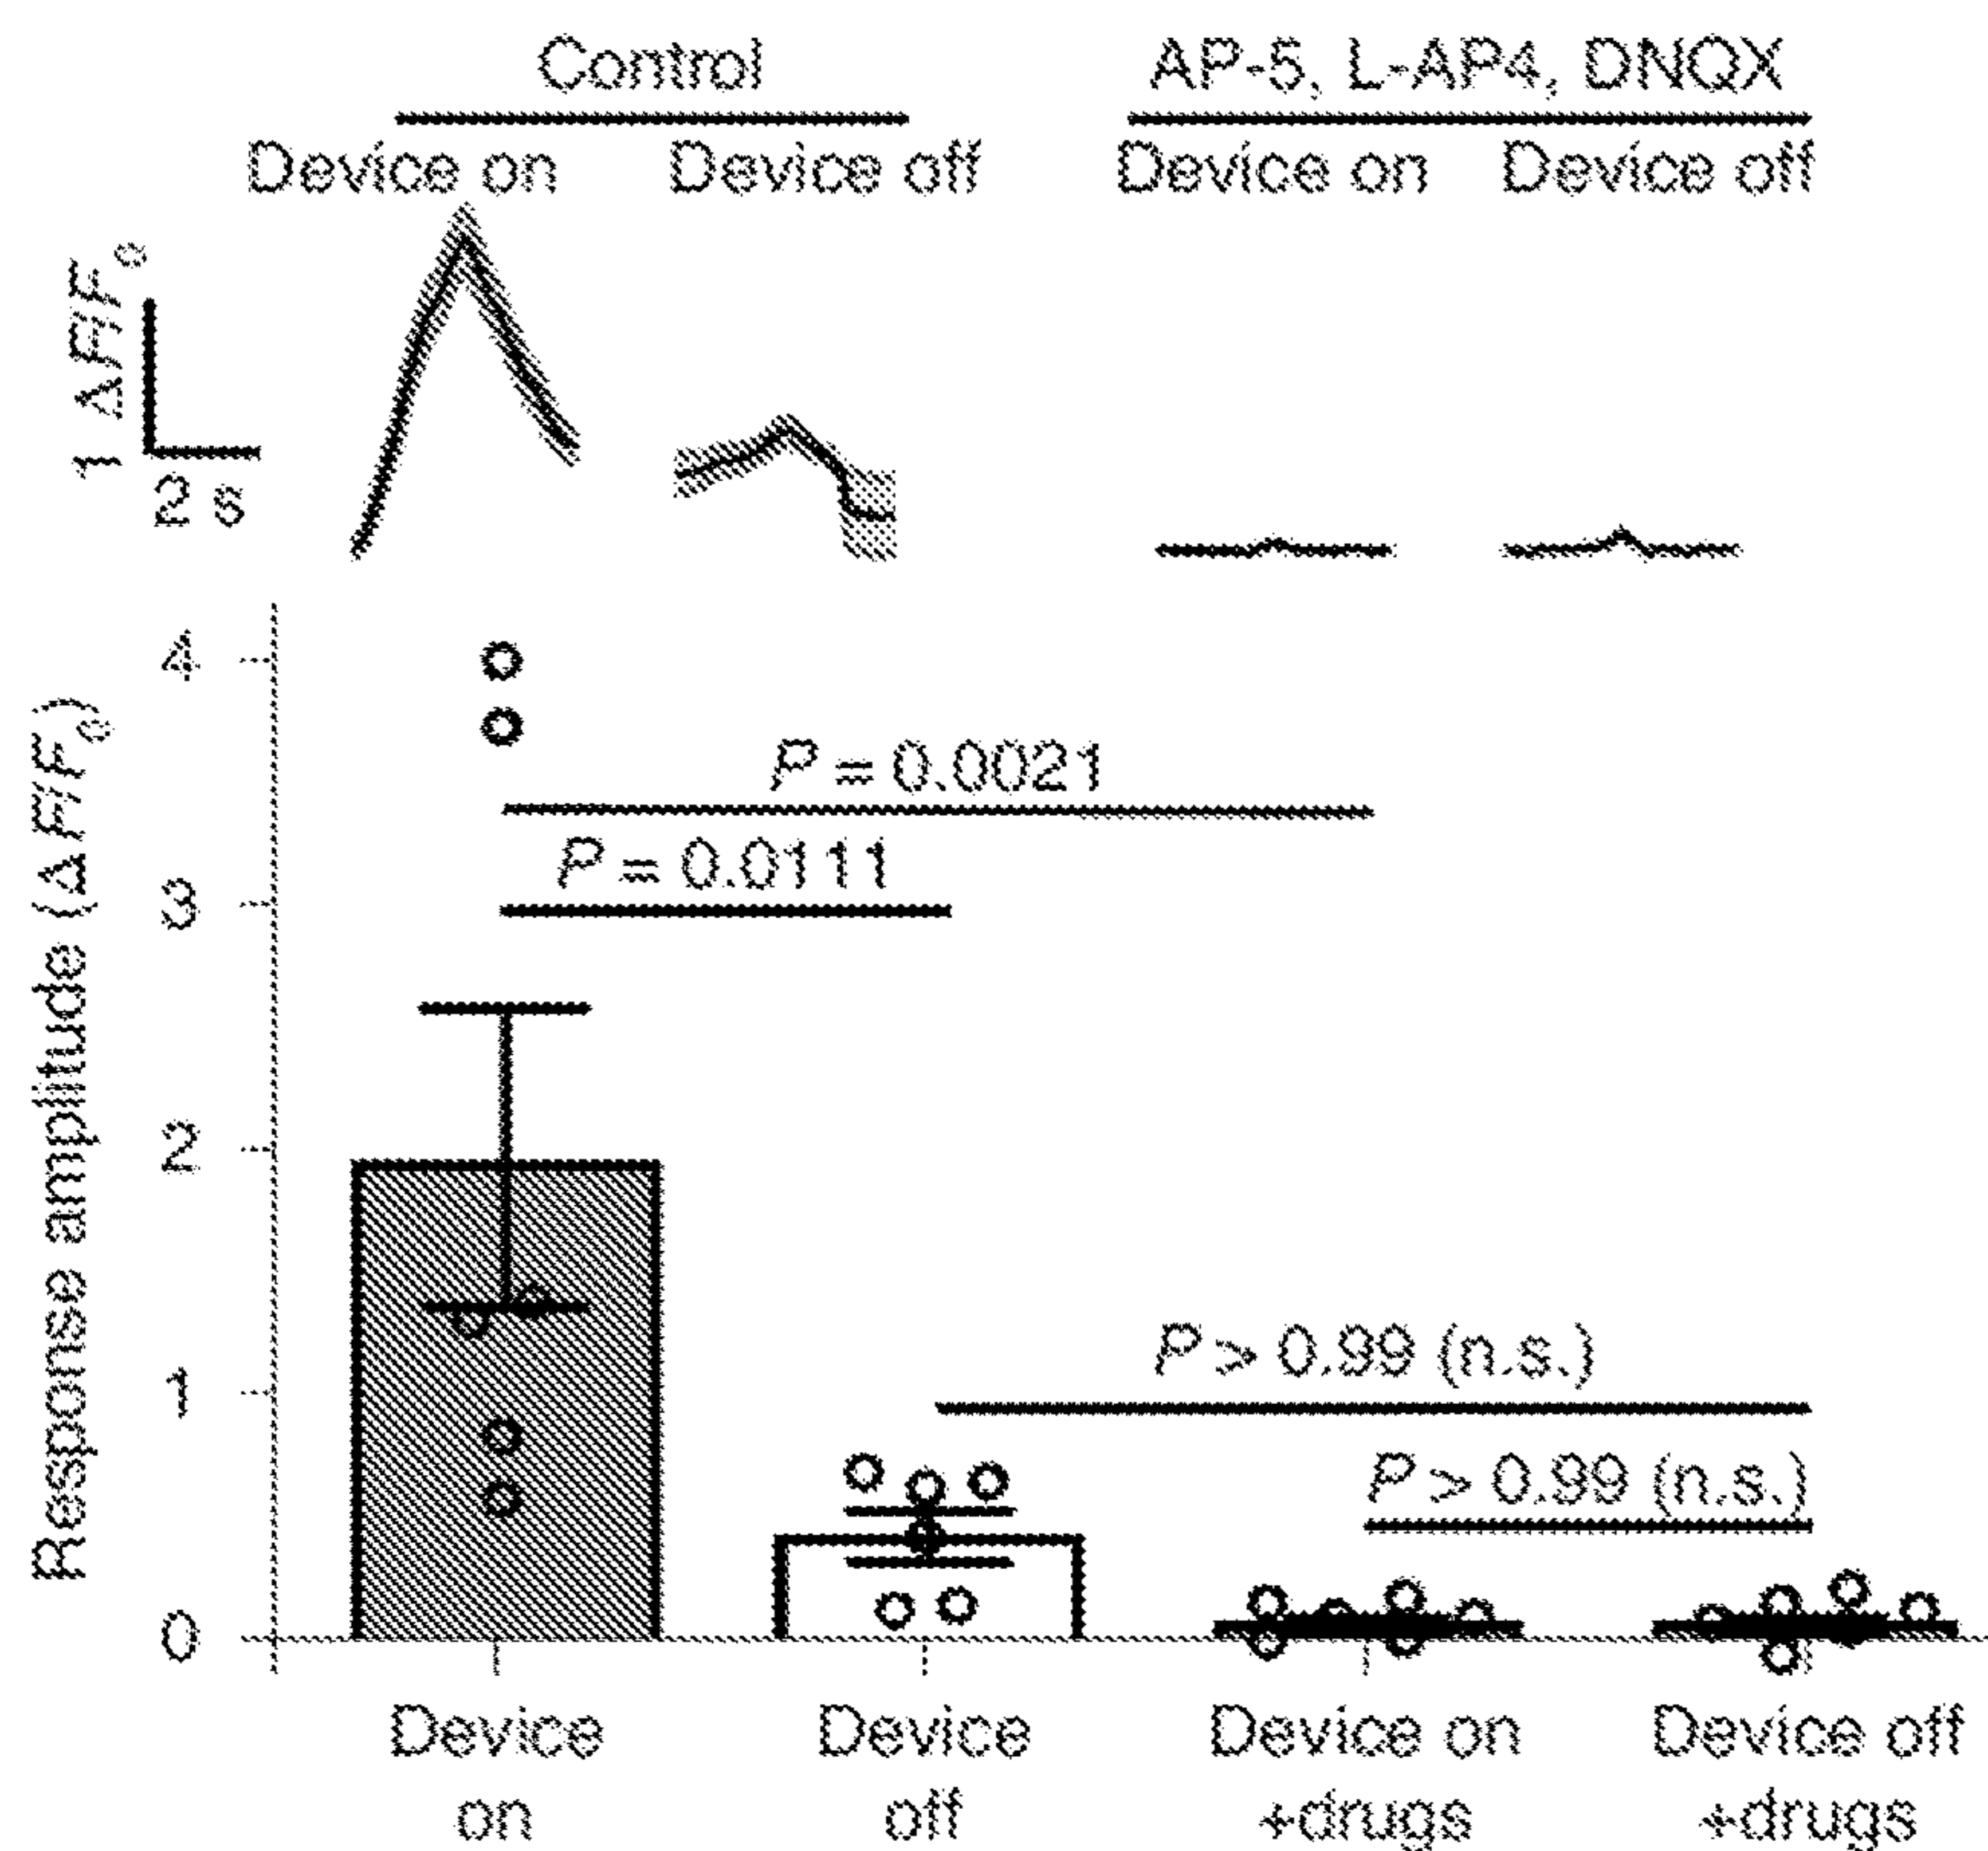 Control
AP-5, L-AP4, DNQX
Device on
Device off
Device on
Device off
1 ΔF/F₀
2 s
Response amplitude (ΔF/F₀)
4
3
2
1
0
P = 0.0021
P = 0.0111
P > 0.99 (n.s.)
P > 0.99 (n.s.)
Device
on
Device
off
Device on
+drugs
Device off
+drugs